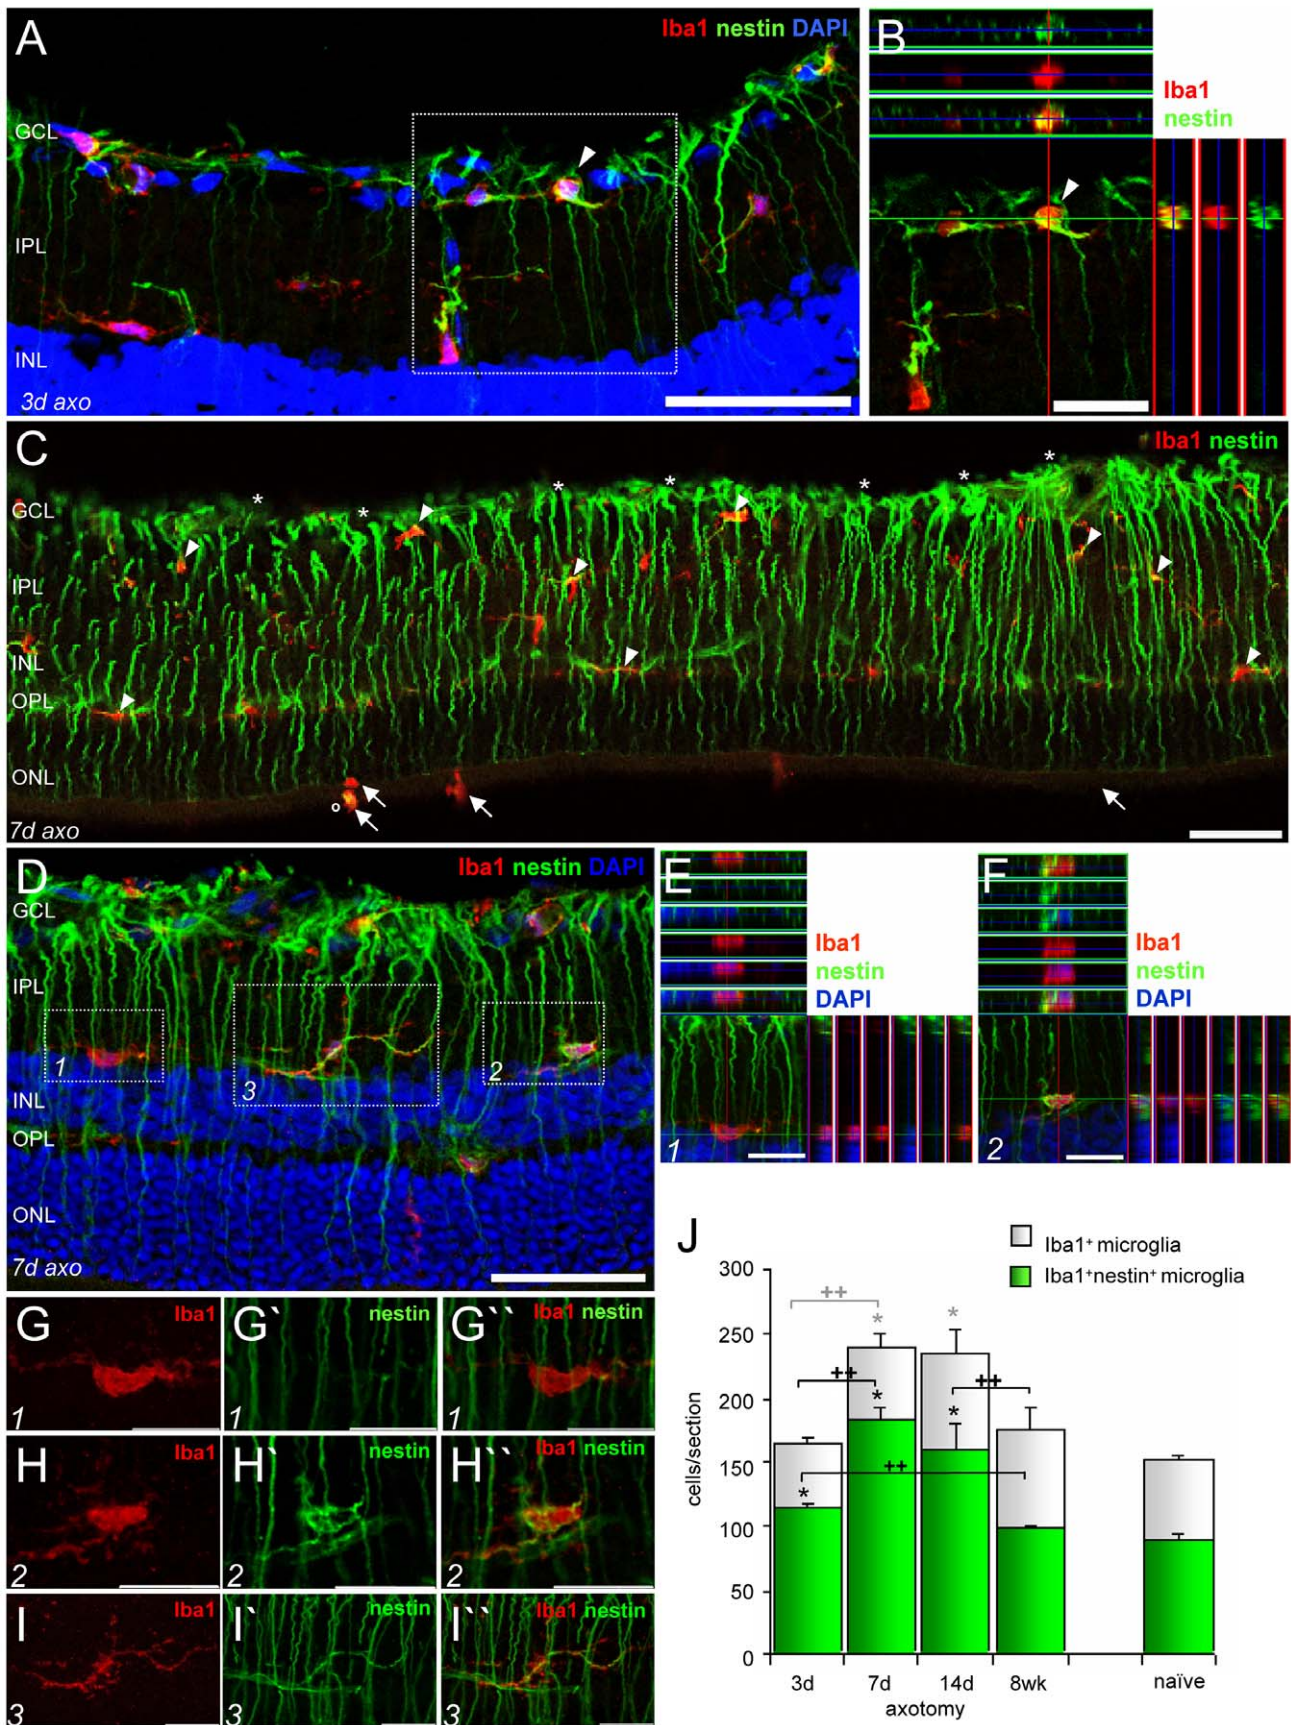 A
Iba1 nestin DAPI
GCL
IPL
INL
3d axo
B
Iba1
nestin
C
Iba1 nestin
GCL
*
*
*
*
*
*
*
IPL
INL
OPL
ONL
°
7d axo
D
Iba1 nestin DAPI
GCL
IPL
1
3
2
INL
OPL
ONL
7d axo
E
Iba1
nestin
DAPI
1
F
Iba1
nestin
DAPI
2
G
Iba1
1
G`
nestin
1
G``
Iba1 nestin
1
H
Iba1
2
H`
nestin
2
H``
Iba1 nestin
2
I
Iba1
3
I`
nestin
3
I``
Iba1 nestin
3
J
Iba1⁺ microglia
Iba1⁺nestin⁺ microglia
cells/section
300
250
200
150
100
50
0
++
*
*
++
*
*
++
++
*
3d 7d 14d 8wk naïve
axotomy